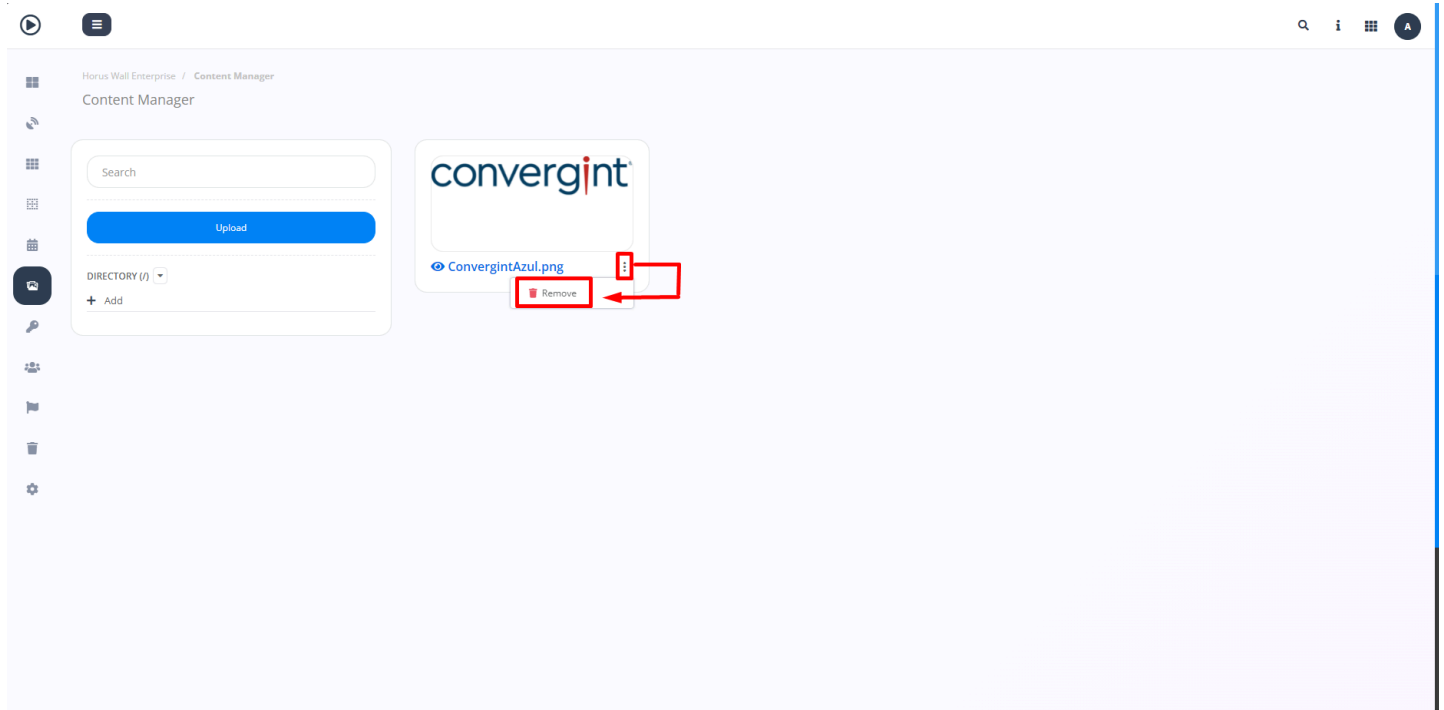 A
Horus Wall Enterprise / Content Manager
Content Manager
Search
Upload
DIRECTORY (/)
+ Add
convergint
ConvergintAzul.png
Remove